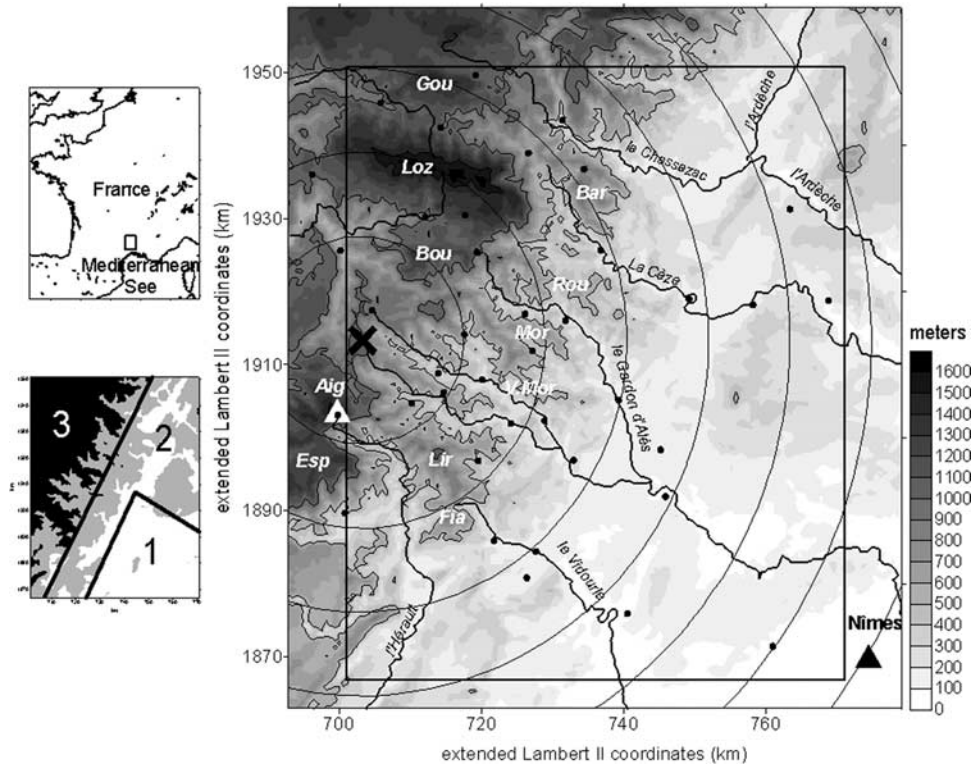 France
Mediterranean
See
3
2
1
extended Lambert II coordinates (km)
1950
1930
1910
1890
1870
700
720
740
760
extended Lambert II coordinates (km)
Gou
Loz
Bar
Bou
Rou
Mor
V-Mor
Aig
Esp
Lir
Fia
le Chassezac
l'Ardèche
l'Ardèche
La Cèze
le Gardon d'Alès
le Vidourle
l'Hérault
Nîmes
4
4
meters
1600
1500
1400
1300
1200
1100
1000
900
800
700
600
500
400
300
200
100
0